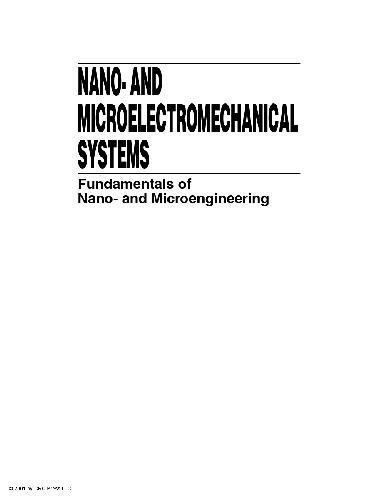 NANO- AND
MICROELECTROMECHANICAL
SYSTEMS
Fundamentals of
Nano- and Microengineering